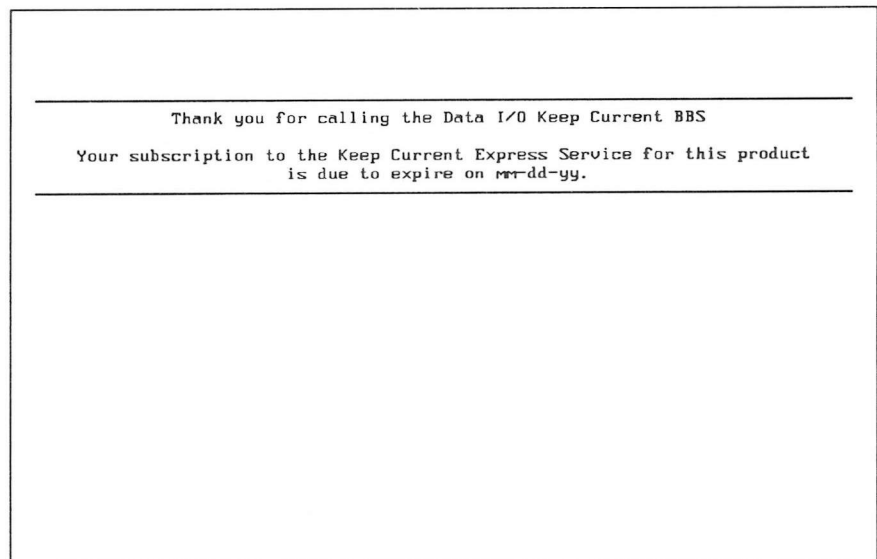 Thank you for calling the Data I/O Keep Current BBS
Your subscription to the Keep Current Express Service for this product
is due to expire on mm-dd-yy.